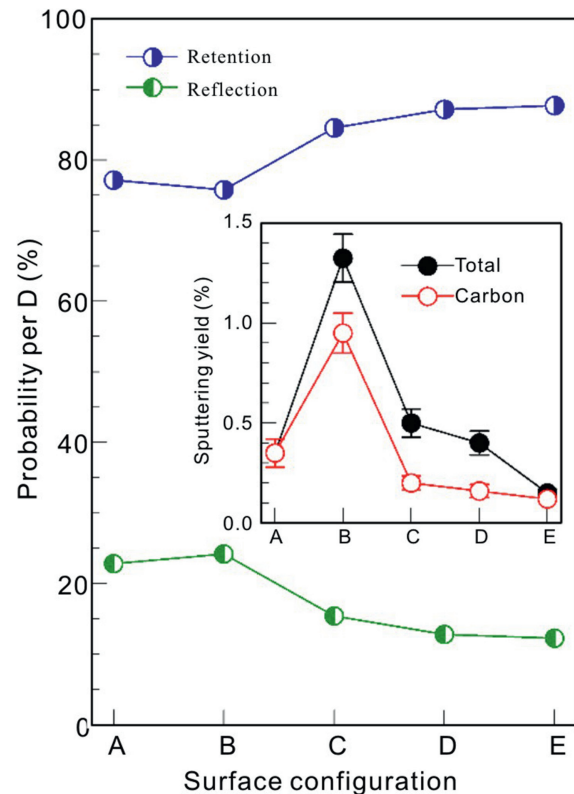 100
Retention
Reflection
80
1.5
Total
Carbon
1.0
Sputtering yield (%)
0.5
0.0
A B C D E
60
Probability per D (%)
40
20
0
A B C D E
Surface configuration